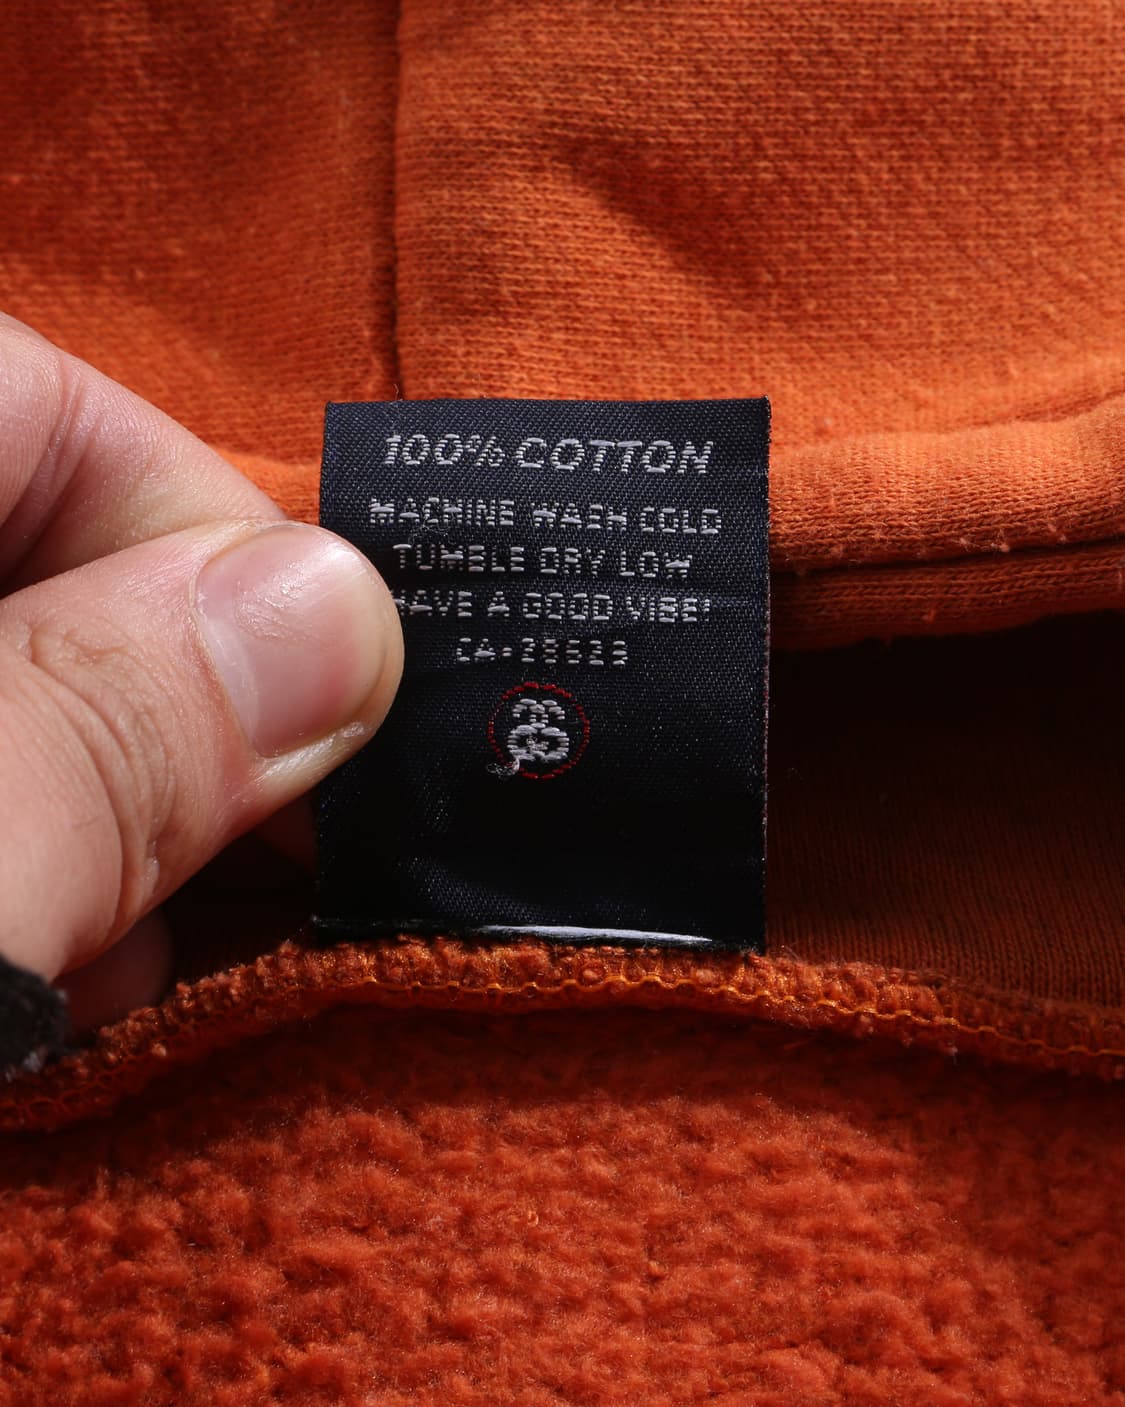 100% COTTON
MACHINE WASH COLD
TUMBLE DRY LOW
HAVE A GOOD VIBE!